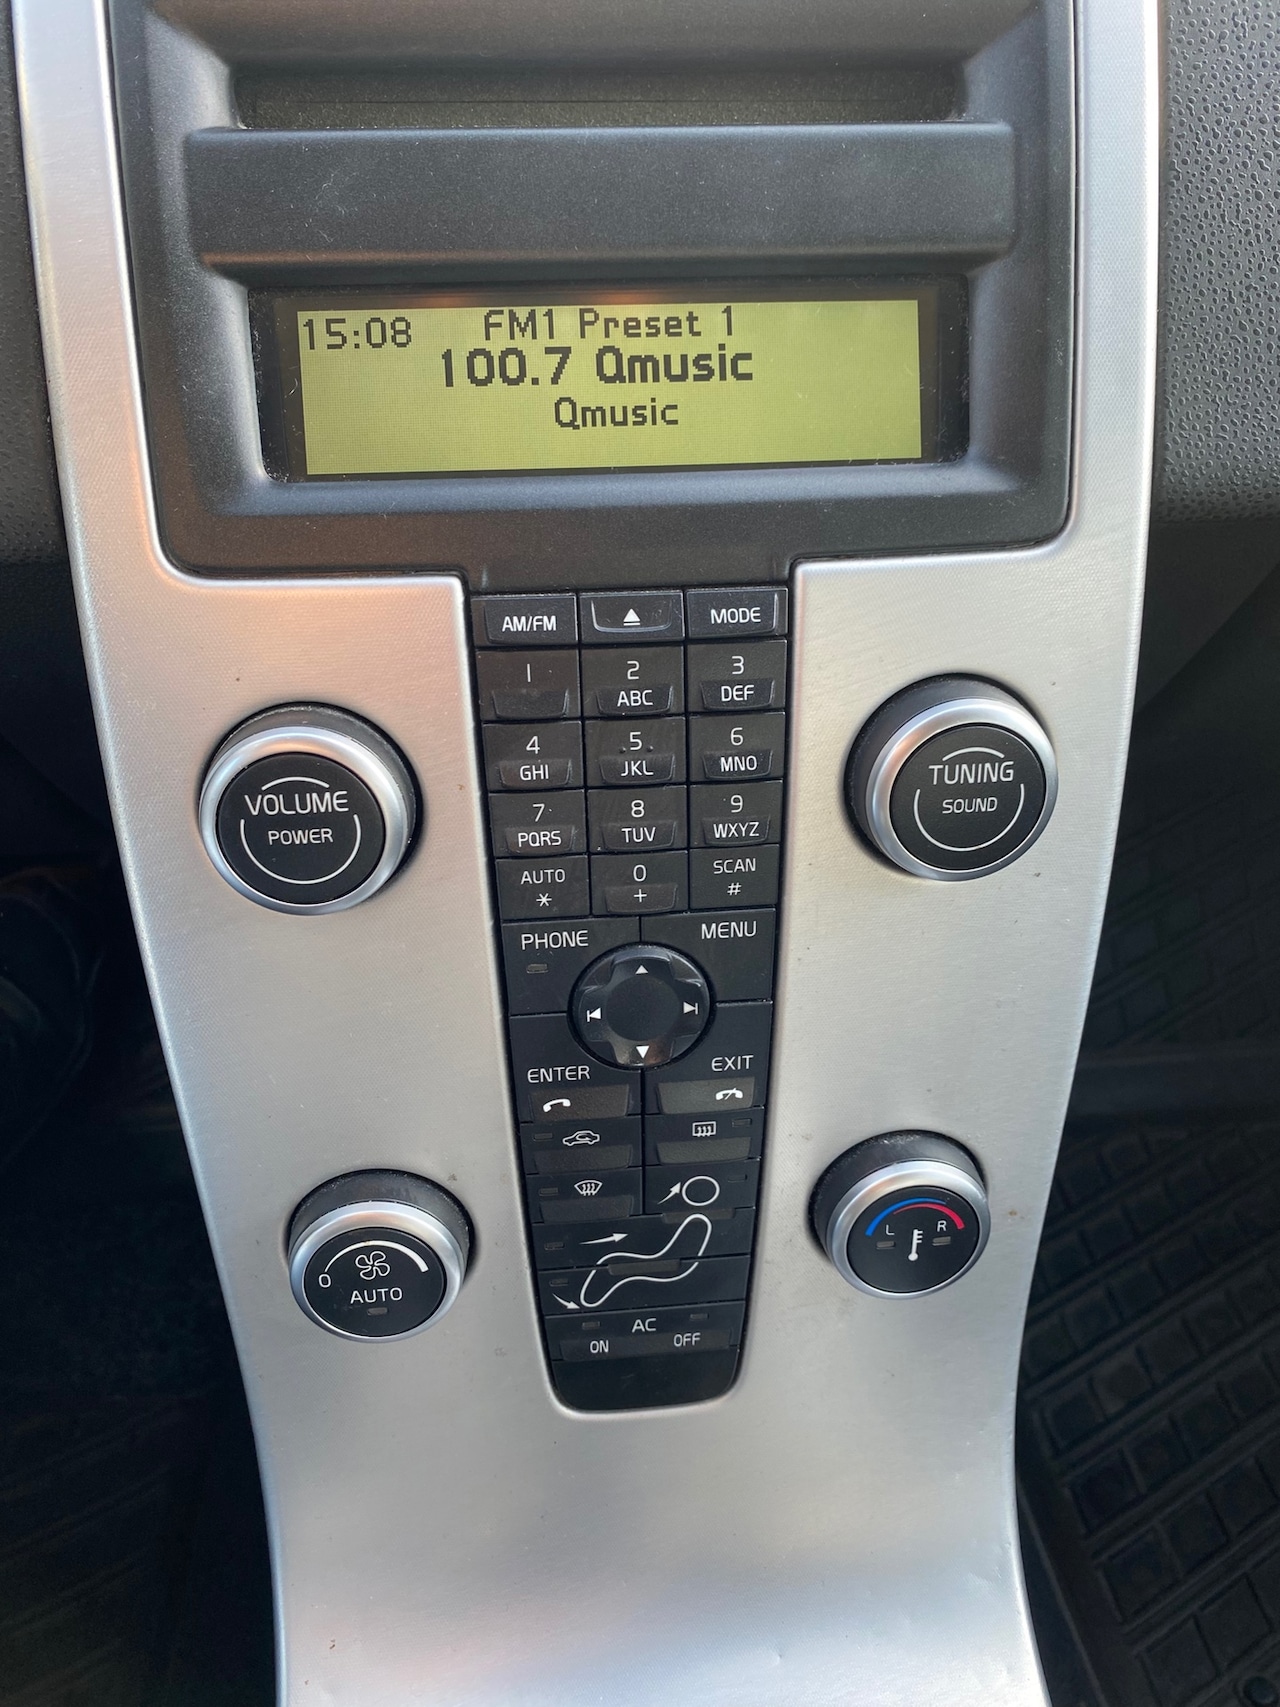 15:08 FM1 Preset 1
100.7 Qmusic
Qmusic
AM/FM MODE
1 2 3
ABC DEF
4 5 6
GHI JKL MNO
7 8 9
PQRS TUV WXYZ
AUTO 0 SCAN
* + #
VOLUME
POWER
TUNING
SOUND
PHONE MENU
ENTER EXIT
0
AUTO
L R
AC
ON OFF